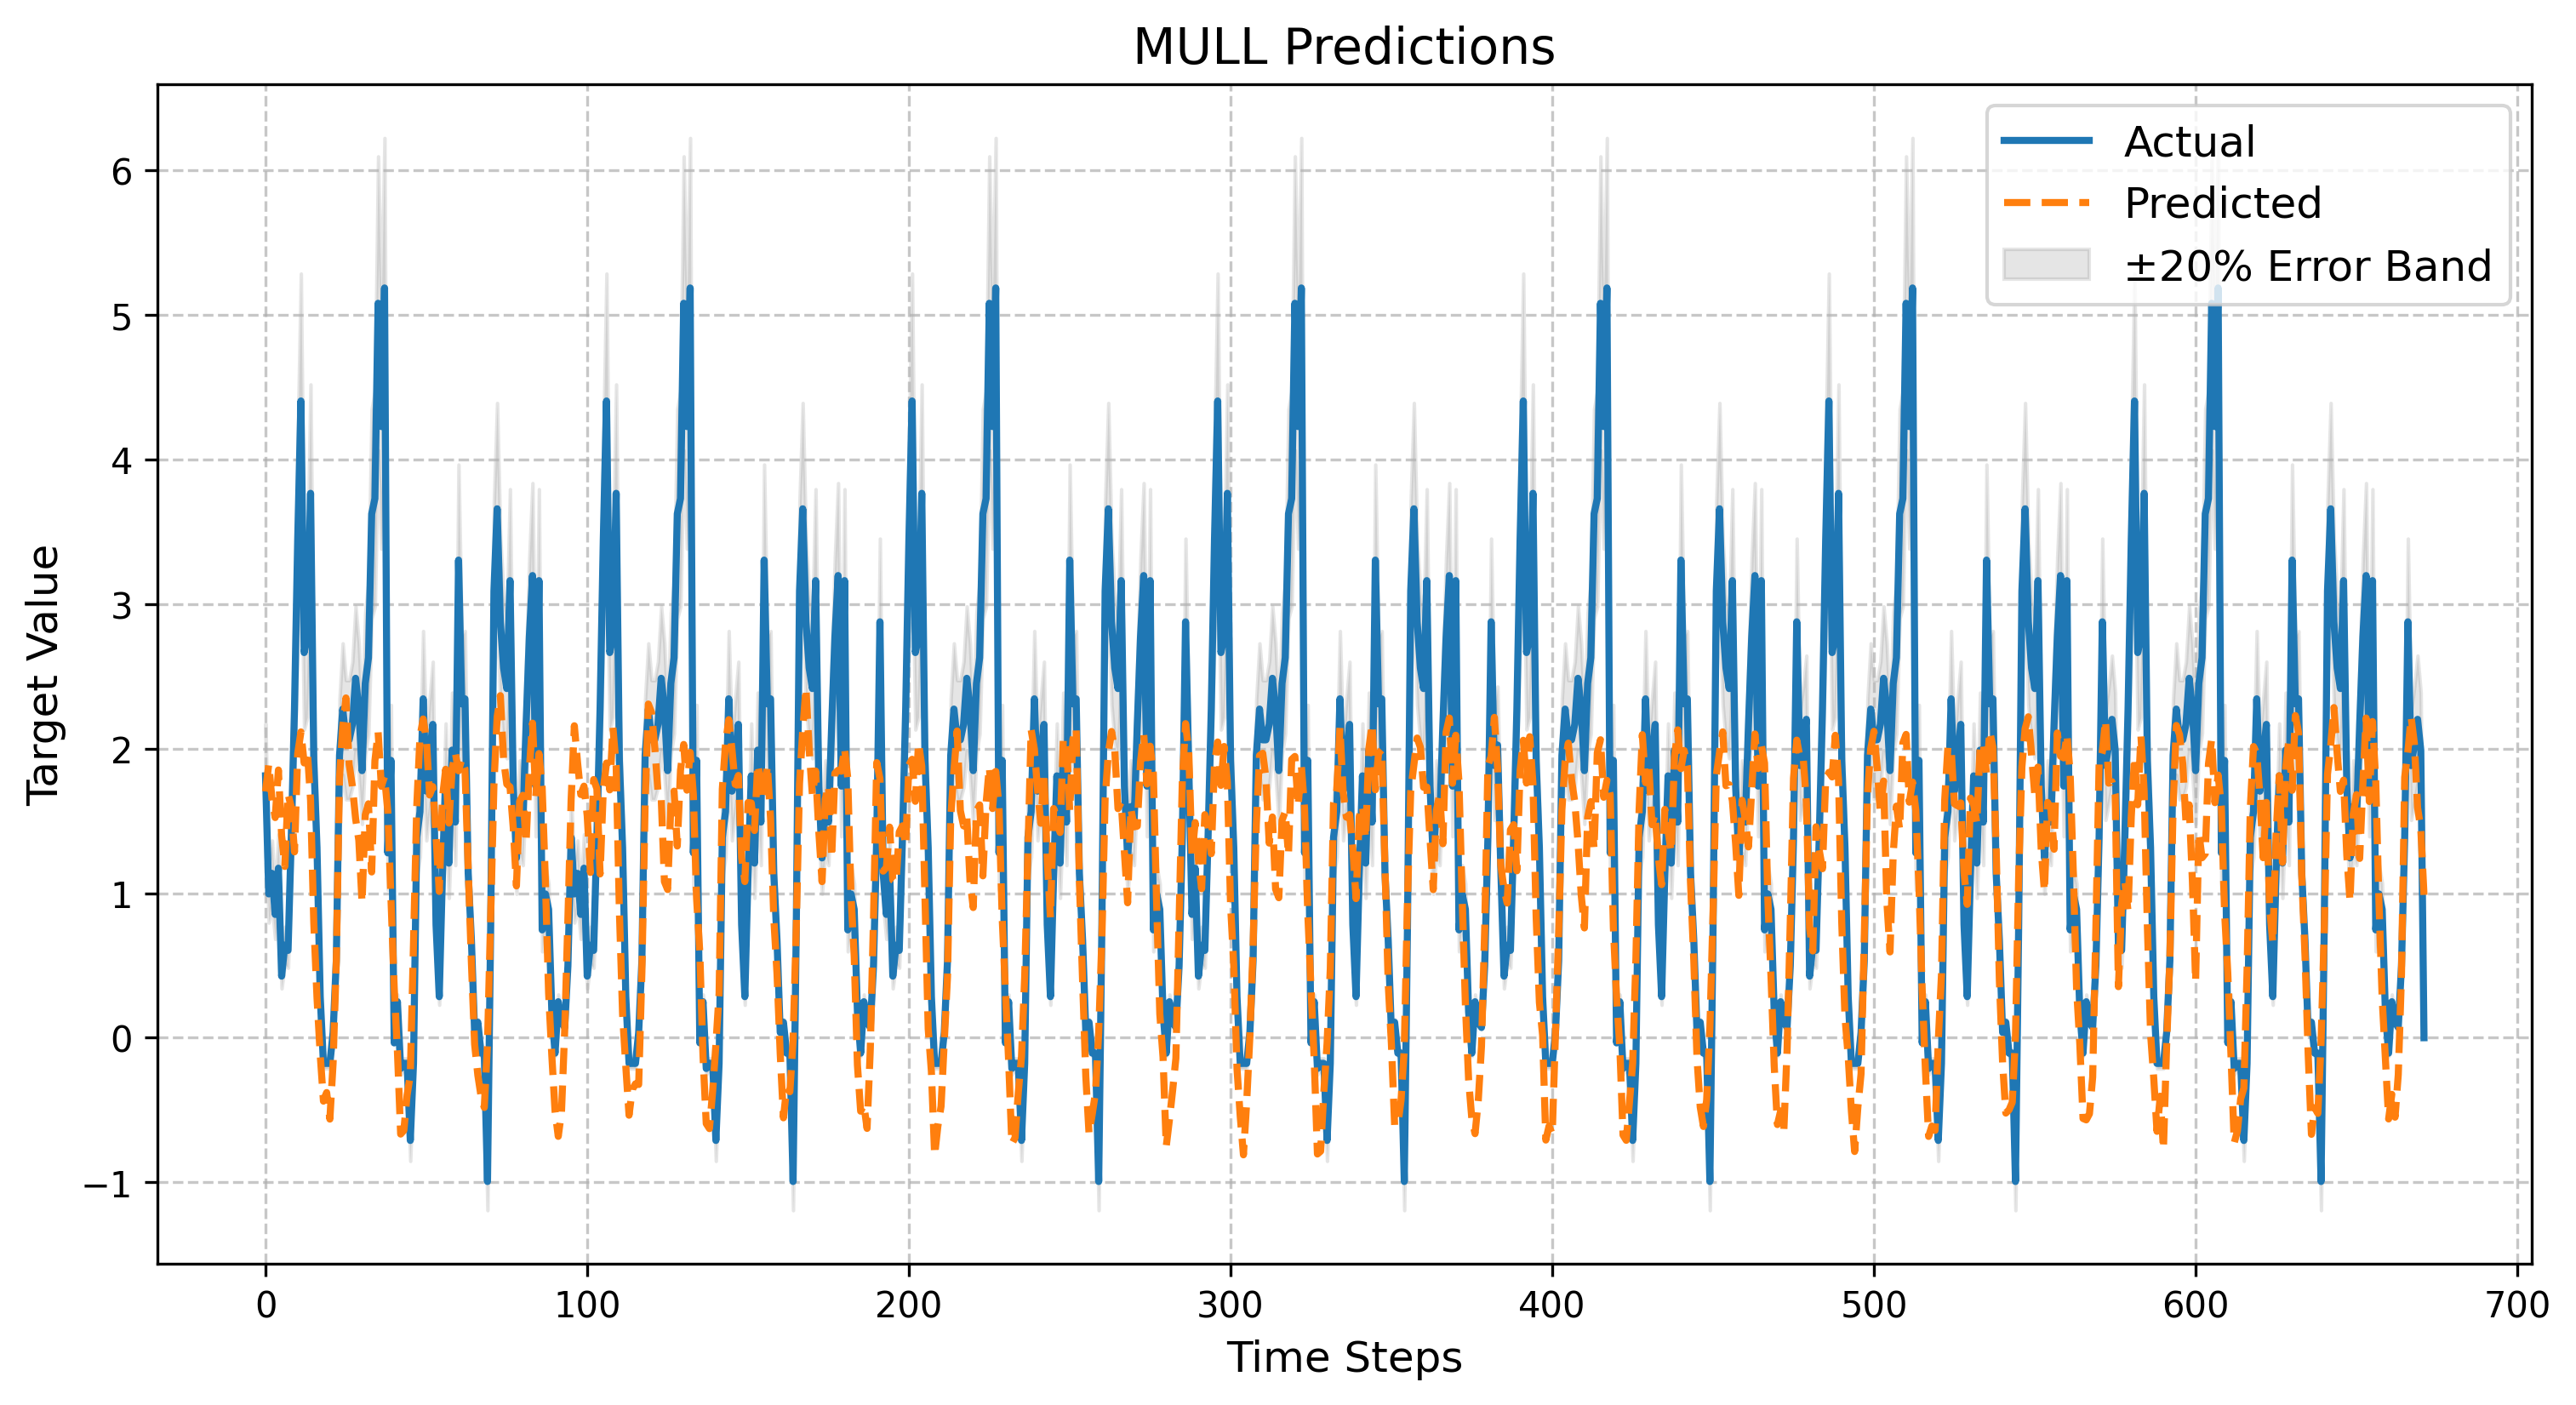 MULL Predictions
Actual
Predicted
±20% Error Band
Target Value
6
5
4
3
2
1
0
−1
0 100 200 300 400 500 600 700
Time Steps